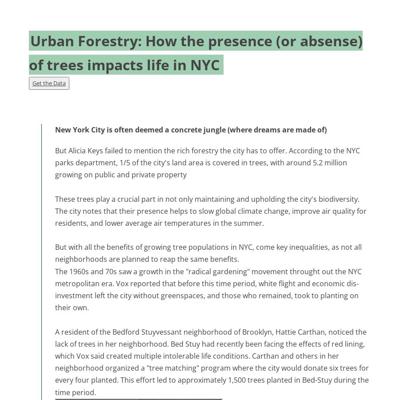 Urban Forestry: How the presence (or absense)
of trees impacts life in NYC
Get the Data
New York City is often deemed a concrete jungle (where dreams are made of)
But Alicia Keys failed to mention the rich forestry the city has to offer. According to the NYC
parks department, 1/5 of the city's land area is covered in trees, with around 5.2 million
growing on public and private property
These trees play a crucial part in not only maintaining and upholding the city's biodiversity.
The city notes that their presence helps to slow global climate change, improve air quality for
residents, and lower average air temperatures in the summer.
But with all the benefits of growing tree populations in NYC, come key inequalities, as not all
neighborhoods are planned to reap the same benefits.
The 1960s and 70s saw a growth in the "radical gardening" movement throught out the NYC
metropolitan era. Vox reported that before this time period, white flight and economic dis-
investment left the city without greenspaces, and those who remained, took to planting on
their own.
A resident of the Bedford Stuyvessant neighborhood of Brooklyn, Hattie Carthan, noticed the
lack of trees in her neighborhood. Bed Stuy had recently been facing the effects of red lining,
which Vox said created multiple intolerable life conditions. Carthan and others in her
neighborhood organized a "tree matching" program where the city would donate six trees for
every four planted. This effort led to approximately 1,500 trees planted in Bed-Stuy during the
time period.